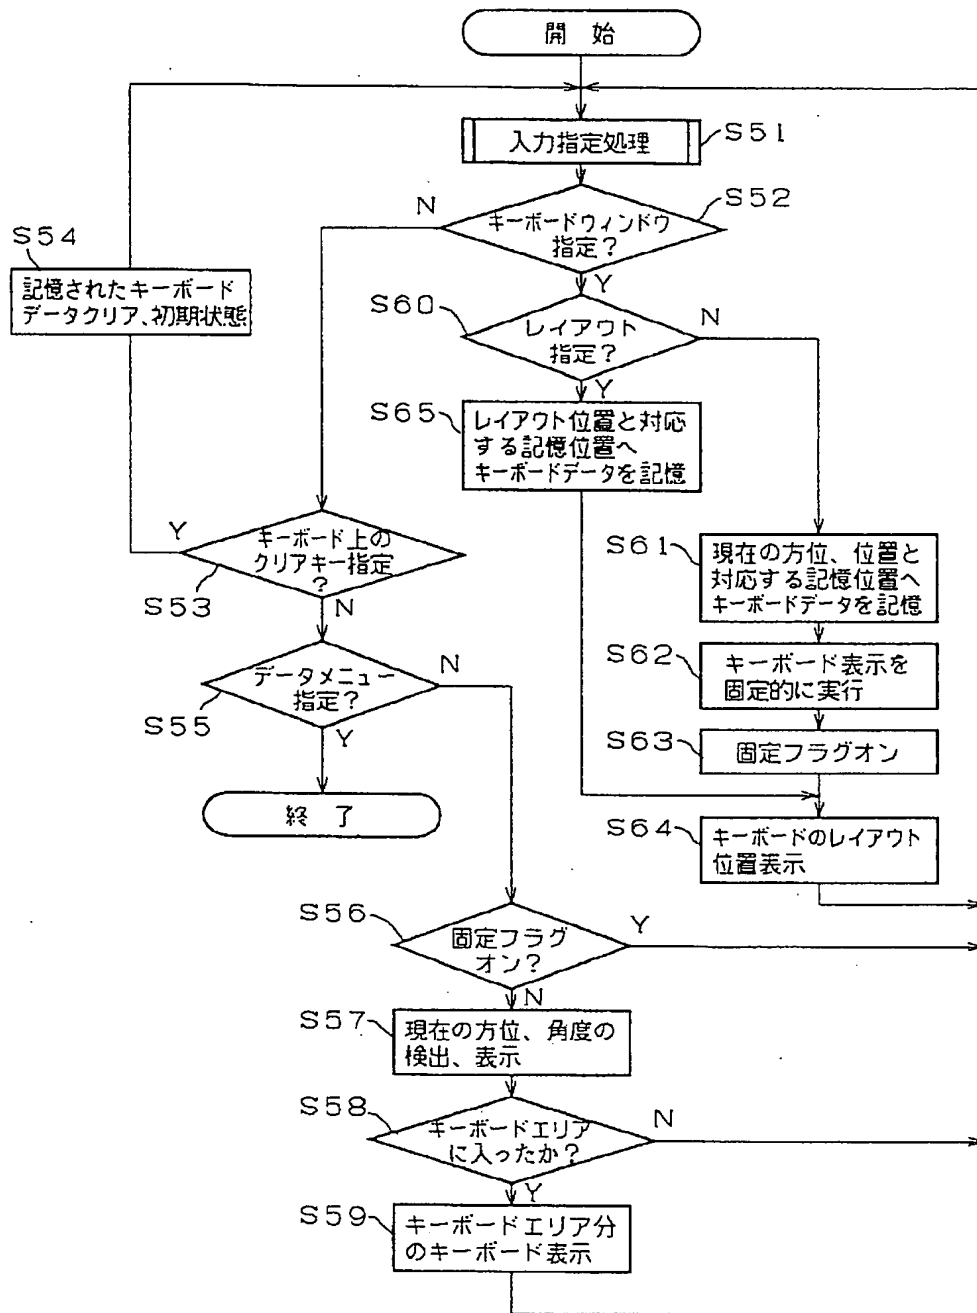 開 始
入力指定処理
S51
S52
キーボードウィンドウ
指定?
N
Y
S54
記憶されたキーボード
データクリア、初期状態
S60
レイアウト
指定?
N
Y
S65
レイアウト位置と対応
する記憶位置へ
キーボードデータを記憶
Y
キーボード上の
クリアキー指定
?
S53
N
S61
現在の方位、位置と
対応する記憶位置へ
キーボードデータを記憶
S62
キーボード表示を
固定的に実行
データメニュー
指定?
N
S55
Y
S63
固定フラグオン
終 了
S64
キーボードのレイアウト
位置表示
S56
固定フラグ
オン?
Y
N
S57
現在の方位、角度の
検出、表示
S58
キーボードエリア
に入ったか?
N
Y
S59
キーボードエリア分
のキーボード表示